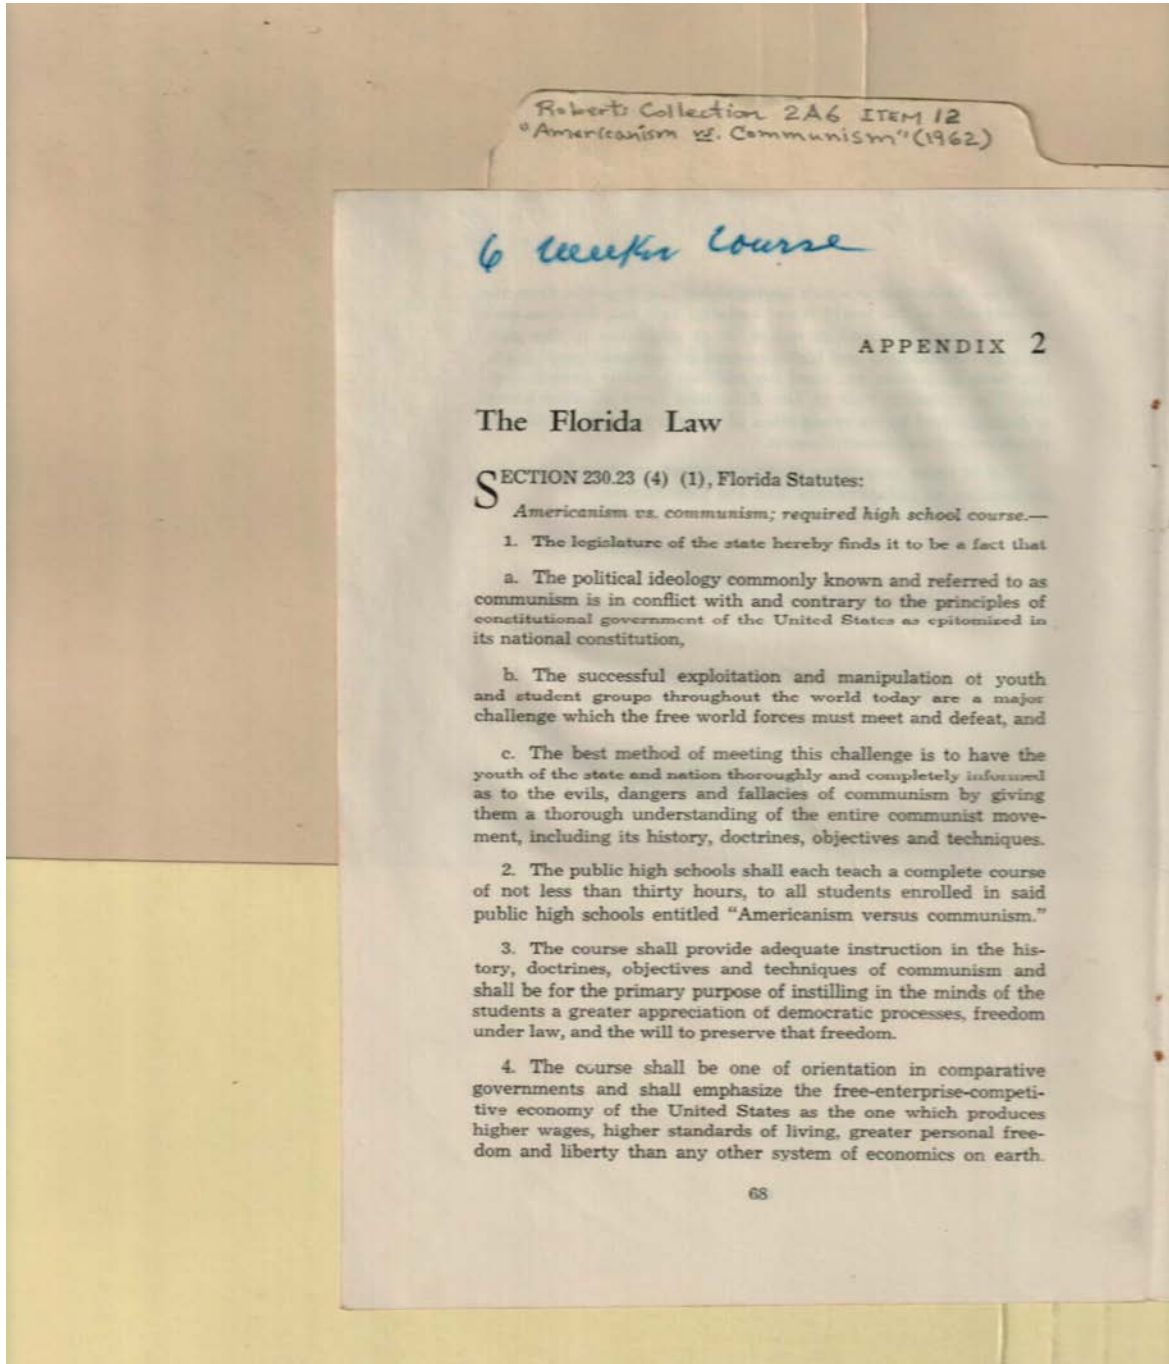 Roberts Collection 2A6 ITEM 12
"Americanism vs. Communism" (1962)
6 weeks Course
APPENDIX 2
The Florida Law
SECTION 230.23 (4) (1), Florida Statutes:
Americanism vs. communism; required high school course.—
1. The legislature of the state hereby finds it to be a fact that
a. The political ideology commonly known and referred to as
communism is in conflict with and contrary to the principles of
constitutional government of the United States as epitomized in
its national constitution,
b. The successful exploitation and manipulation of youth
and student groups throughout the world today are a major
challenge which the free world forces must meet and defeat, and
c. The best method of meeting this challenge is to have the
youth of the state and nation thoroughly and completely informed
as to the evils, dangers and fallacies of communism by giving
them a thorough understanding of the entire communist move-
ment, including its history, doctrines, objectives and techniques.
2. The public high schools shall each teach a complete course
of not less than thirty hours, to all students enrolled in said
public high schools entitled “Americanism versus communism.”
3. The course shall provide adequate instruction in the his-
tory, doctrines, objectives and techniques of communism and
shall be for the primary purpose of instilling in the minds of the
students a greater appreciation of democratic processes, freedom
under law, and the will to preserve that freedom.
4. The course shall be one of orientation in comparative
governments and shall emphasize the free-enterprise-competi-
tive economy of the United States as the one which produces
higher wages, higher standards of living, greater personal free-
dom and liberty than any other system of economics on earth.
68